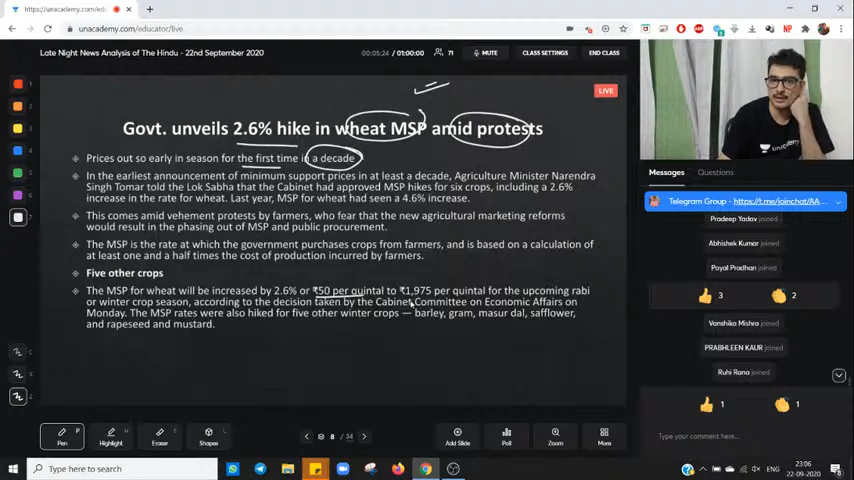 unacademy.com/ed
unacademy.com/educator/live
NP
Late Night News Analysis of The Hindu - 22nd September 2020
00:05:24 / 01:00:00
71
MUTE
CLASS SETTINGS
END CLASS
LIVE
Govt. unveils 2.6% hike in wheat MSP amid protests
Prices out so early in season for the first time in a decade
In the earliest announcement of minimum support prices in at least a decade, Agriculture Minister Narendra
Singh Tomar told the Lok Sabha that the Cabinet had approved MSP hikes for six crops, including a 2.6%
increase in the rate for wheat. Last year, MSP for wheat had seen a 4.6% increase.
This comes amid vehement protests by farmers, who fear that the new agricultural marketing reforms
would result in the phasing out of MSP and public procurement.
The MSP is the rate at which the government purchases crops from farmers, and is based on a calculation of
at least one and a half times the cost of production incurred by farmers.
Five other crops
The MSP for wheat will be increased by 2.6% or ₹50 per quintal to ₹1,975 per quintal for the upcoming rabi
or winter crop season, according to the decision taken by the Cabinet Committee on Economic Affairs on
Monday. The MSP rates were also hiked for five other winter crops — barley, gram, masur dal, safflower,
and rapeseed and mustard.
1
2
3
4
5
6
7
C
X
Z
Pen
P
Highlight
H
Eraser
E
Shapes
L
8 / 34
Add Slide
Poll
Zoom
More
unacademy
Messages
Questions
Telegram Group - https://t.me/joinchat/AA...
Pradeep Yadav joined
Abhishek Kumar joined
Payal Pradhan joined
3
2
Vanshika Mishra joined
PRABHLEEN KAUR joined
Ruhi Rana joined
1
1
Type your comment here...
Type here to search
ENG
23:06
22-09-2020